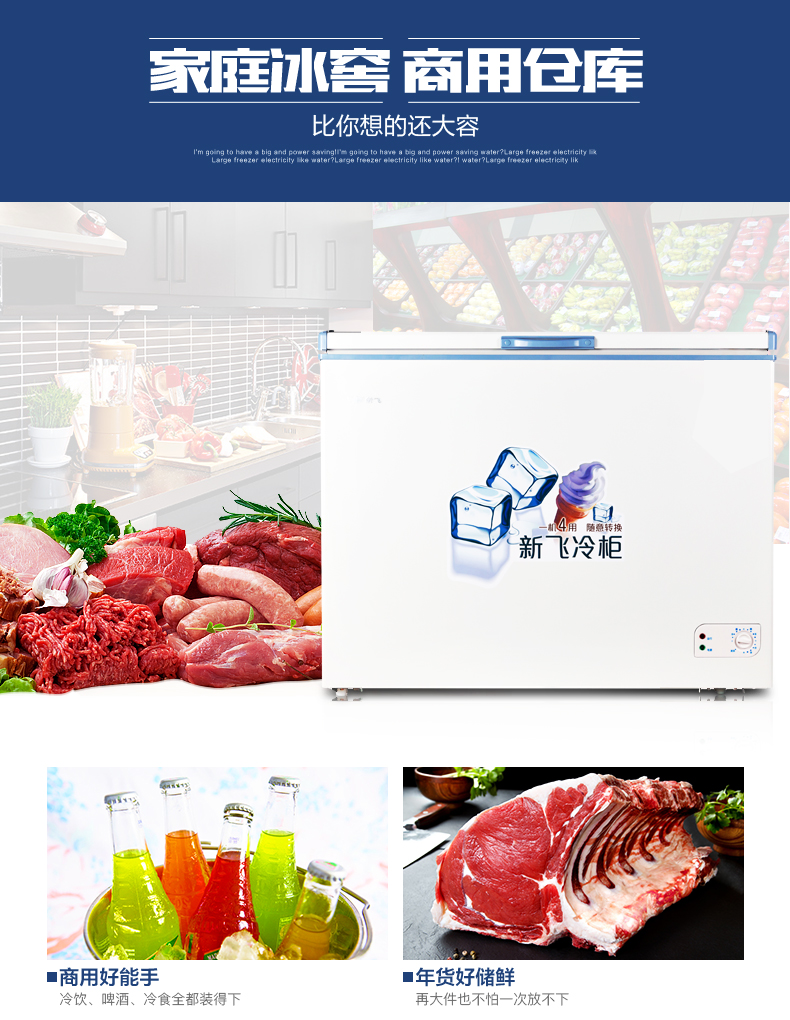 家庭冰窖 商用仓库
比你想的还大容
I'm going to have a big and power saving!I'm going to have a big and power saving water?Large freezer electricity lik
Large freezer electricity like water?Large freezer electricity like water?! water?Large freezer electricity lik
一机4用 随意转换
新飞冷柜
■商用好能手
冷饮、啤酒、冷食全都装得下
■年货好储鲜
再大件也不怕一次放不下